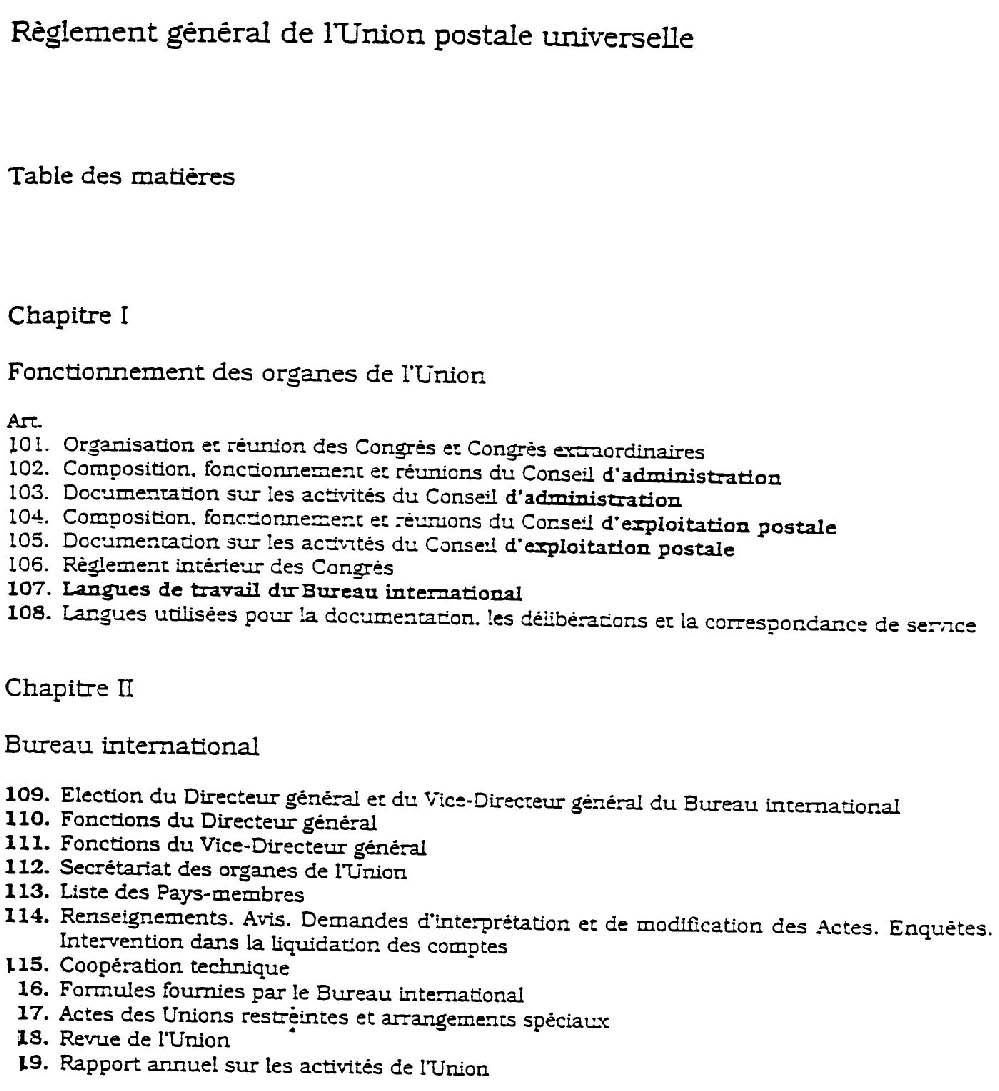 Règlement général de l'Union postale universelle
Table des matières
Chapitre I
Fonctionnement des organes de l'Union
Art.
101. Organisation et réunion des Congrès et Congrès extraordinaires
102. Composition, fonctionnement et réunions du Conseil d'administration
103. Documentation sur les activités du Conseil d'administration
104. Composition, fonctionnement et réunions du Conseil d'exploitation postale
105. Documentation sur les activités du Conseil d'exploitation postale
106. Règlement intérieur des Congrès
107. Langues de travail du Bureau international
108. Langues utilisées pour la documentation, les délibérations et la correspondance de service
Chapitre II
Bureau international
109. Election du Directeur général et du Vice-Directeur général du Bureau international
110. Fonctions du Directeur général
111. Fonctions du Vice-Directeur général
112. Secrétariat des organes de l'Union
113. Liste des Pays-membres
114. Renseignements. Avis. Demandes d'interprétation et de modification des Actes. Enquêtes.
Intervention dans la liquidation des comptes
115. Coopération technique
16. Formules fournies par le Bureau international
17. Actes des Unions restreintes et arrangements spéciaux
18. Revue de l'Union
19. Rapport annuel sur les activités de l'Union